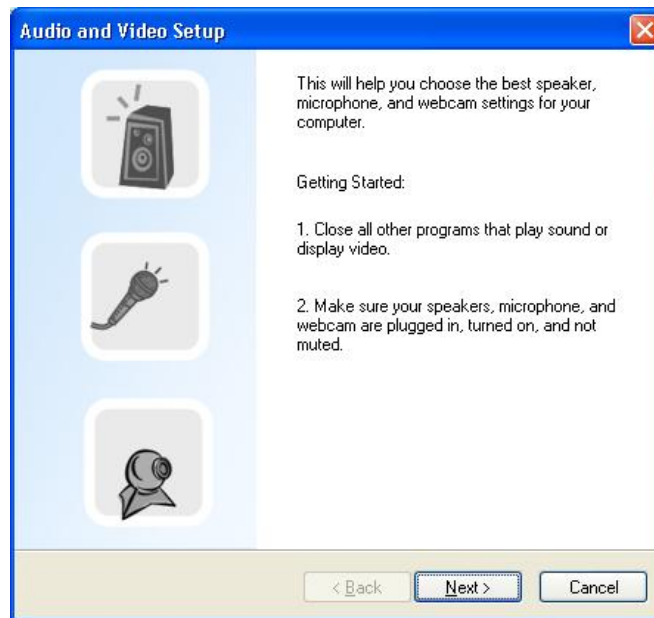 Audio and Video Setup
This will help you choose the best speaker,
microphone, and webcam settings for your
computer.
Getting Started:
1. Close all other programs that play sound or
display video.
2. Make sure your speakers, microphone, and
webcam are plugged in, turned on, and not
muted.
< Back Next > Cancel